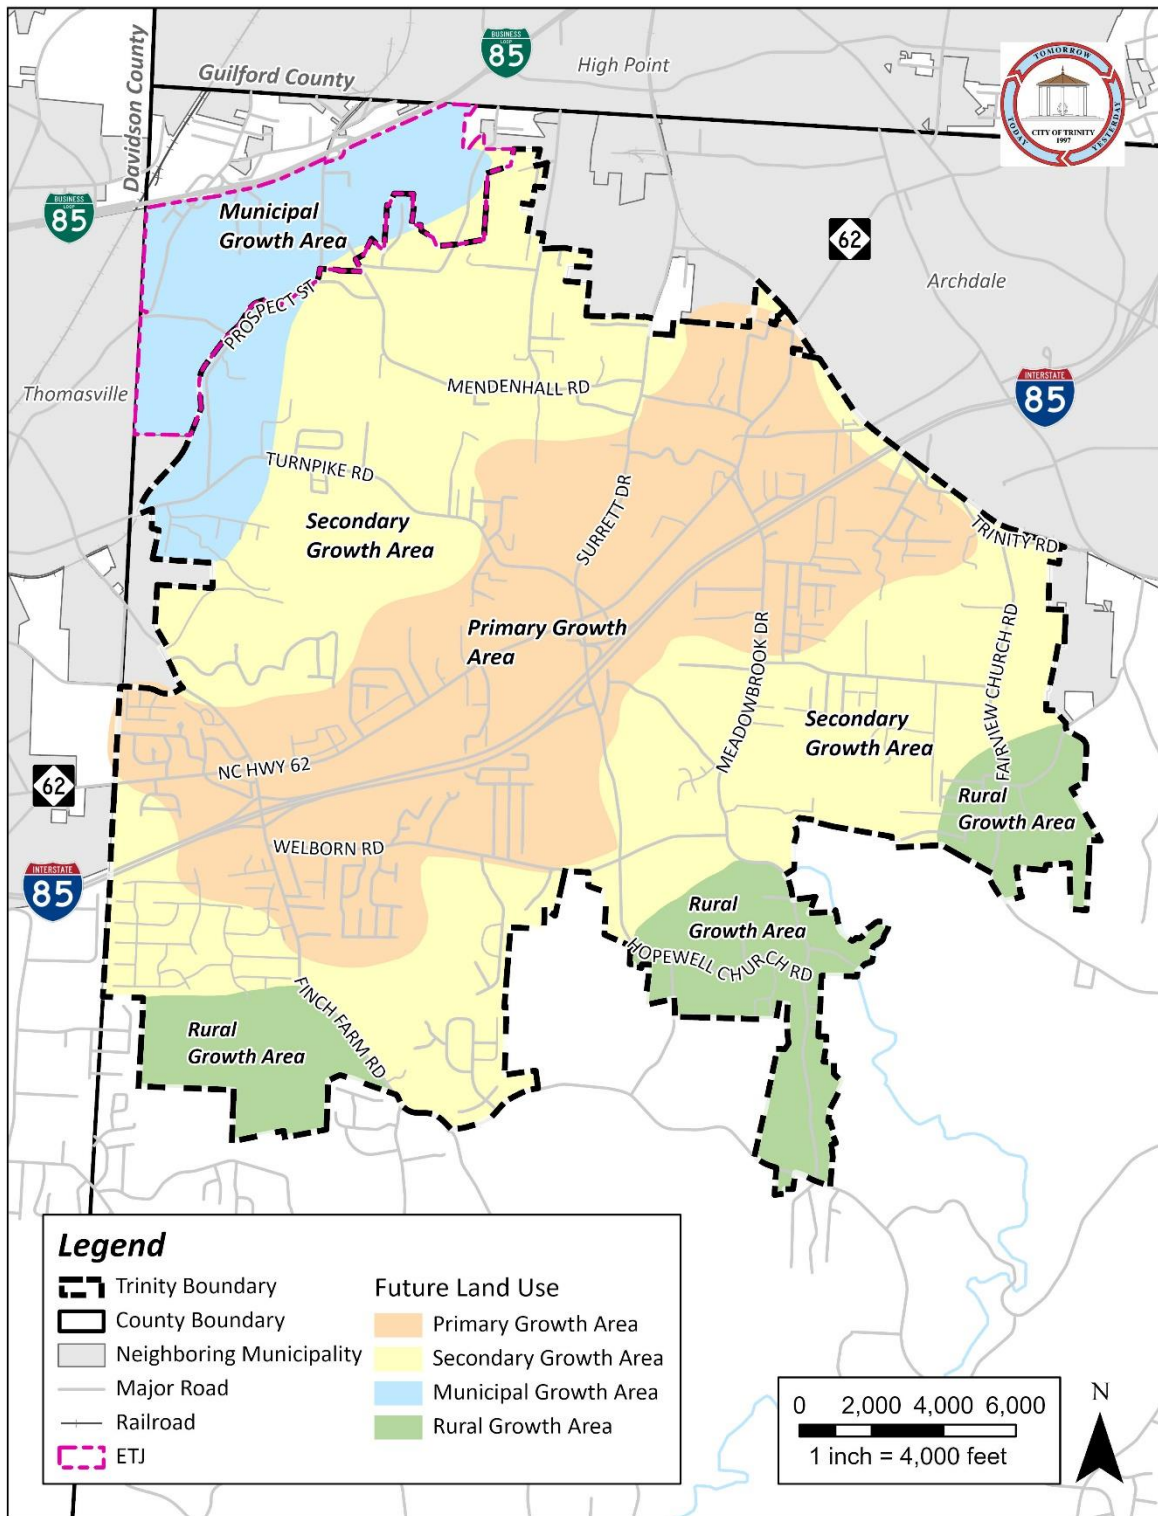 BUSINESS
LOOP
85
Guilford County
High Point
Davidson County
TOMORROW
TODAY
YESTERDAY
CITY OF TRINITY
1997
BUSINESS
LOOP
85
Municipal
Growth Area
62
Archdale
PROSPECT ST
Thomasville
MENDENHALL RD
INTERSTATE
85
TURNPIKE RD
Secondary
Growth Area
SURRETT DR
TRINITY RD
Primary Growth
Area
MEADOWBROOK DR
FAIRVIEW CHURCH RD
Secondary
Growth Area
NC HWY 62
62
Rural
Growth Area
WELBORN RD
INTERSTATE
85
Rural
Growth Area
HOPEWELL CHURCH RD
FINCH FARM RD
Rural
Growth Area
Legend
Trinity Boundary
County Boundary
Neighboring Municipality
Major Road
Railroad
ETJ
Future Land Use
Primary Growth Area
Secondary Growth Area
Municipal Growth Area
Rural Growth Area
0 2,000 4,000 6,000
1 inch = 4,000 feet
N